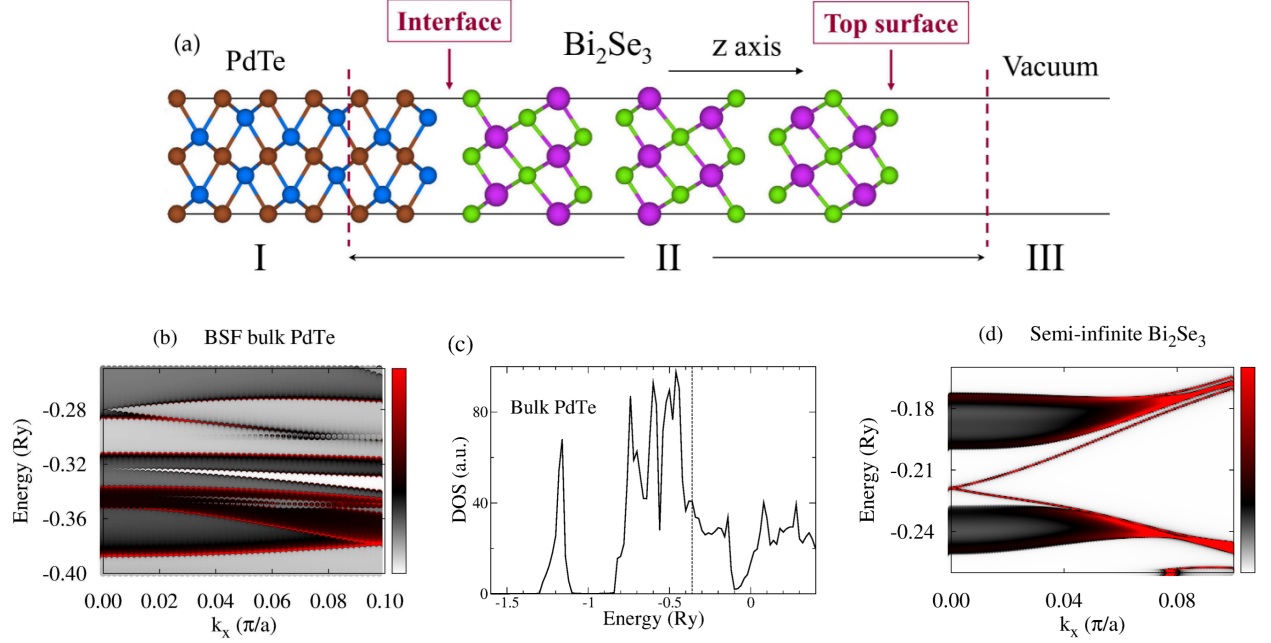 Interface
Top surface
(a)
PdTe
Bi₂Se₃
z axis
Vacuum
I
II
III
(b) BSF bulk PdTe
Energy (Ry)
-0.28
-0.32
-0.36
-0.40
0.00 0.02 0.04 0.06 0.08 0.10
kₓ (π/a)
(c)
Bulk PdTe
DOS (a.u.)
80
40
0
-1.5 -1 -0.5 0
Energy (Ry)
(d) Semi-infinite Bi₂Se₃
Energy (Ry)
-0.18
-0.21
-0.24
0.00 0.04 0.08
kₓ (π/a)